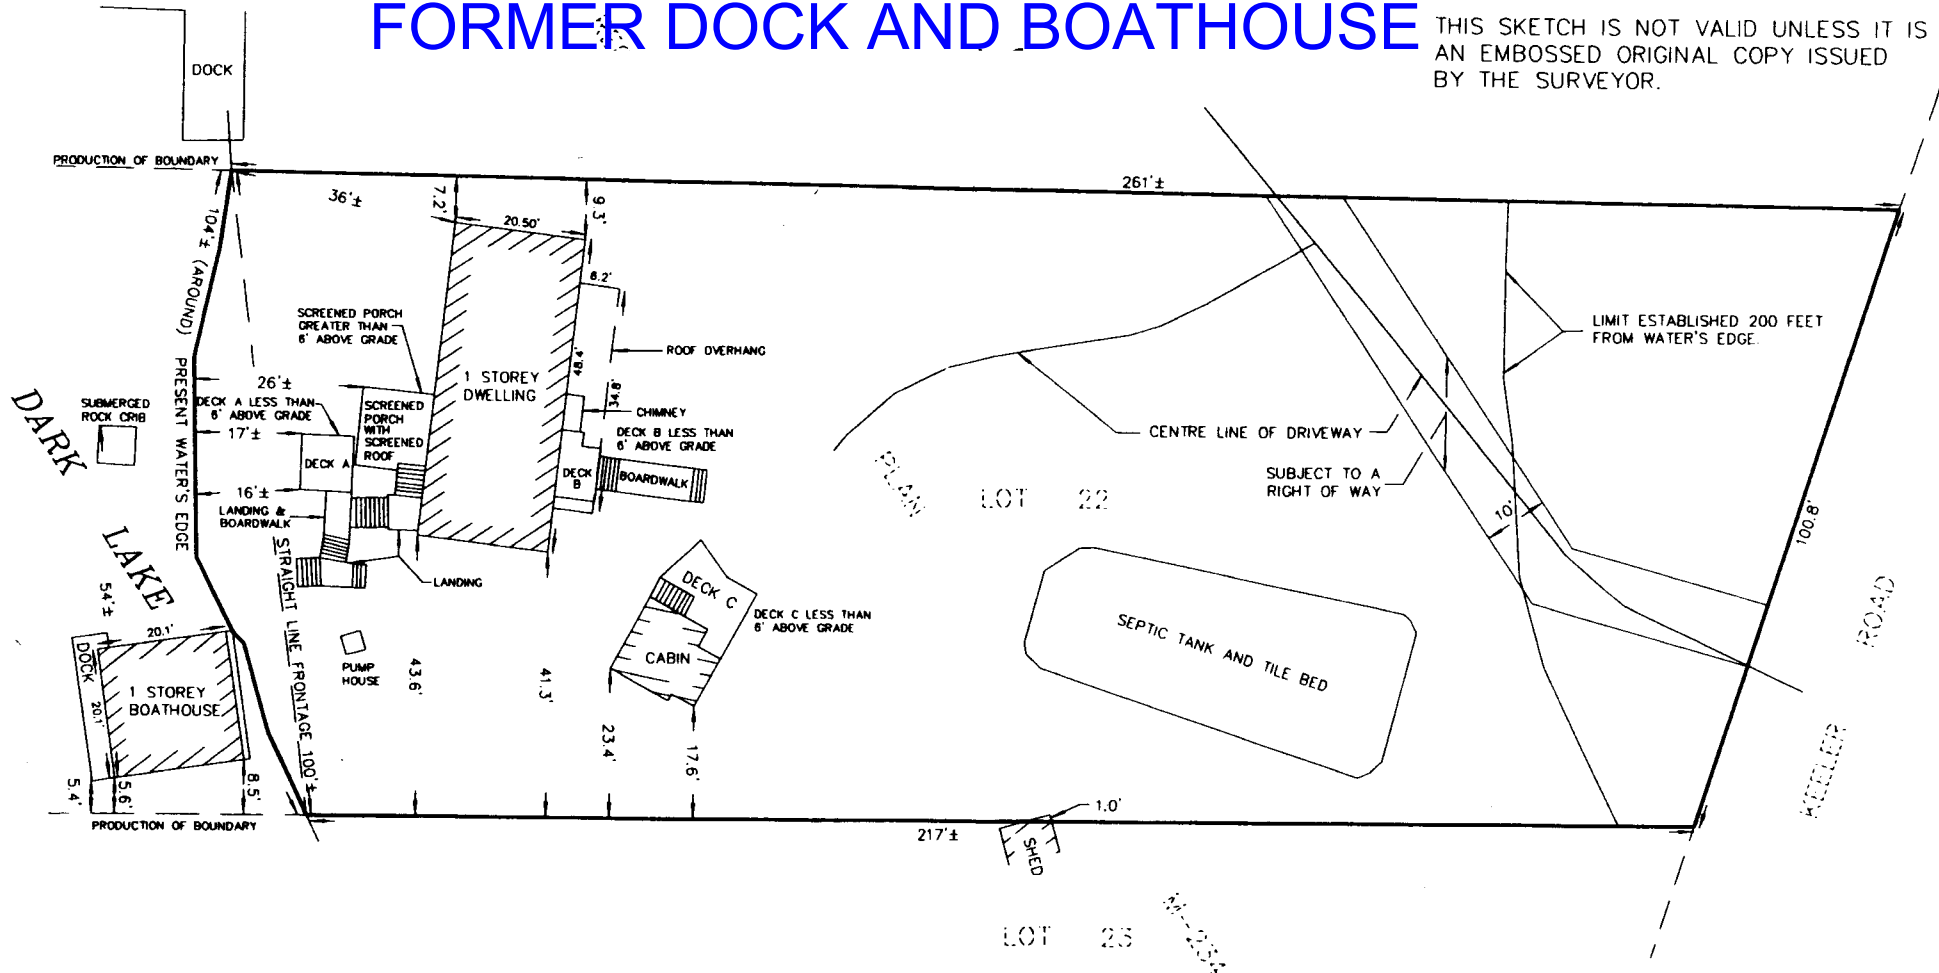 FORMER DOCK AND BOATHOUSE
THIS SKETCH IS NOT VALID UNLESS IT IS
AN EMBOSSED ORIGINAL COPY ISSUED
BY THE SURVEYOR.
DOCK
PRODUCTION OF BOUNDARY
36'±
7.2'
20.50'
9.3'
261'±
104'± (AROUND)
PRESENT WATER'S EDGE
6.2'
SCREENED PORCH
GREATER THAN
6' ABOVE GRADE
ROOF OVERHANG
48.4'
34.8'
1 STOREY
DWELLING
LIMIT ESTABLISHED 200 FEET
FROM WATER'S EDGE.
26'±
DECK A LESS THAN
6' ABOVE GRADE
SCREENED
PORCH
WITH
SCREENED
ROOF
CHIMNEY
DECK B LESS THAN
6' ABOVE GRADE
DARK
LAKE
SUBMERGED
ROCK CRIB
17'±
DECK A
DECK
B
BOARDWALK
CENTRE LINE OF DRIVEWAY
SUBJECT TO A
RIGHT OF WAY
16'±
LANDING &
BOARDWALK
PLAN
LOT 22
10'
100.8'
STRAIGHT LINE FRONTAGE 100'±
LANDING
DECK C
DECK C LESS THAN
6' ABOVE GRADE
CABIN
SEPTIC TANK AND TILE BED
54'±
20.1'
DOCK
1 STOREY
BOATHOUSE
20.1'
PUMP
HOUSE
43.6'
41.3'
23.4'
17.6'
5.4'
5.6'
8.5'
PRODUCTION OF BOUNDARY
217'±
1.0'
SHED
KEELER ROAD
LOT 23
M-234